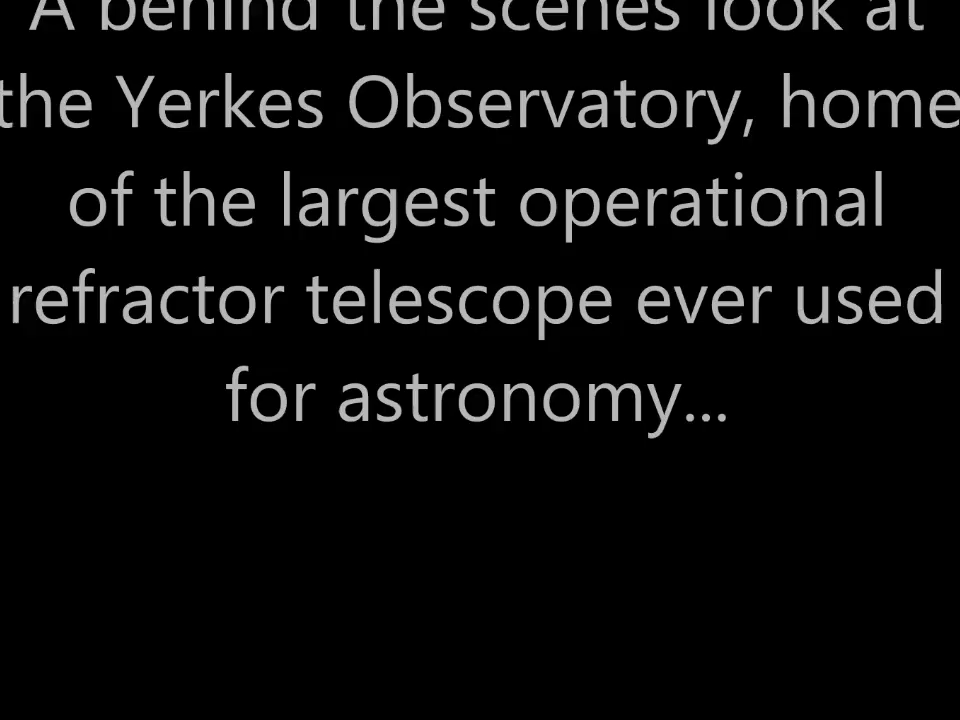 A behind the scenes look at
the Yerkes Observatory, home
of the largest operational
refractor telescope ever used
for astronomy...